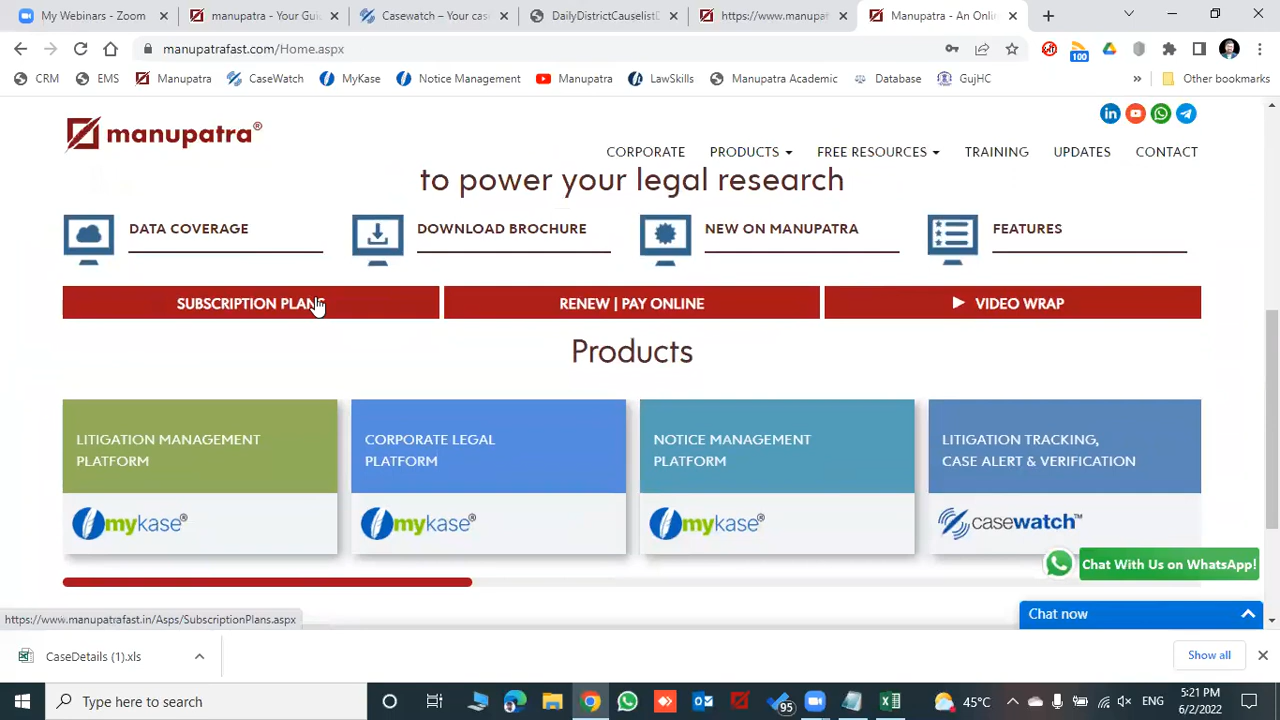 My Webinars - Zoom
manupatra - Your Gui
Casewatch – Your cas
DailyDistrictCauselistD
https://www.manupat
Manupatra - An Onli
manupatrafast.com/Home.aspx
100
CRM
EMS
Manupatra
CaseWatch
MyKase
Notice Management
Manupatra
LawSkills
Manupatra Academic
Database
GujHC
»
Other bookmarks
manupatra®
CORPORATE
PRODUCTS
FREE RESOURCES
TRAINING
UPDATES
CONTACT
to power your legal research
DATA COVERAGE
DOWNLOAD BROCHURE
NEW ON MANUPATRA
FEATURES
SUBSCRIPTION PLANS
RENEW | PAY ONLINE
VIDEO WRAP
Products
LITIGATION MANAGEMENT
PLATFORM
mykase®
CORPORATE LEGAL
PLATFORM
mykase®
NOTICE MANAGEMENT
PLATFORM
mykase®
LITIGATION TRACKING,
CASE ALERT & VERIFICATION
casewatch™
Chat With Us on WhatsApp!
Chat now
https://www.manupatrafast.in/Asps/SubscriptionPlans.aspx
CaseDetails (1).xls
Show all
Type here to search
95
45°C
ENG
5:21 PM
6/2/2022